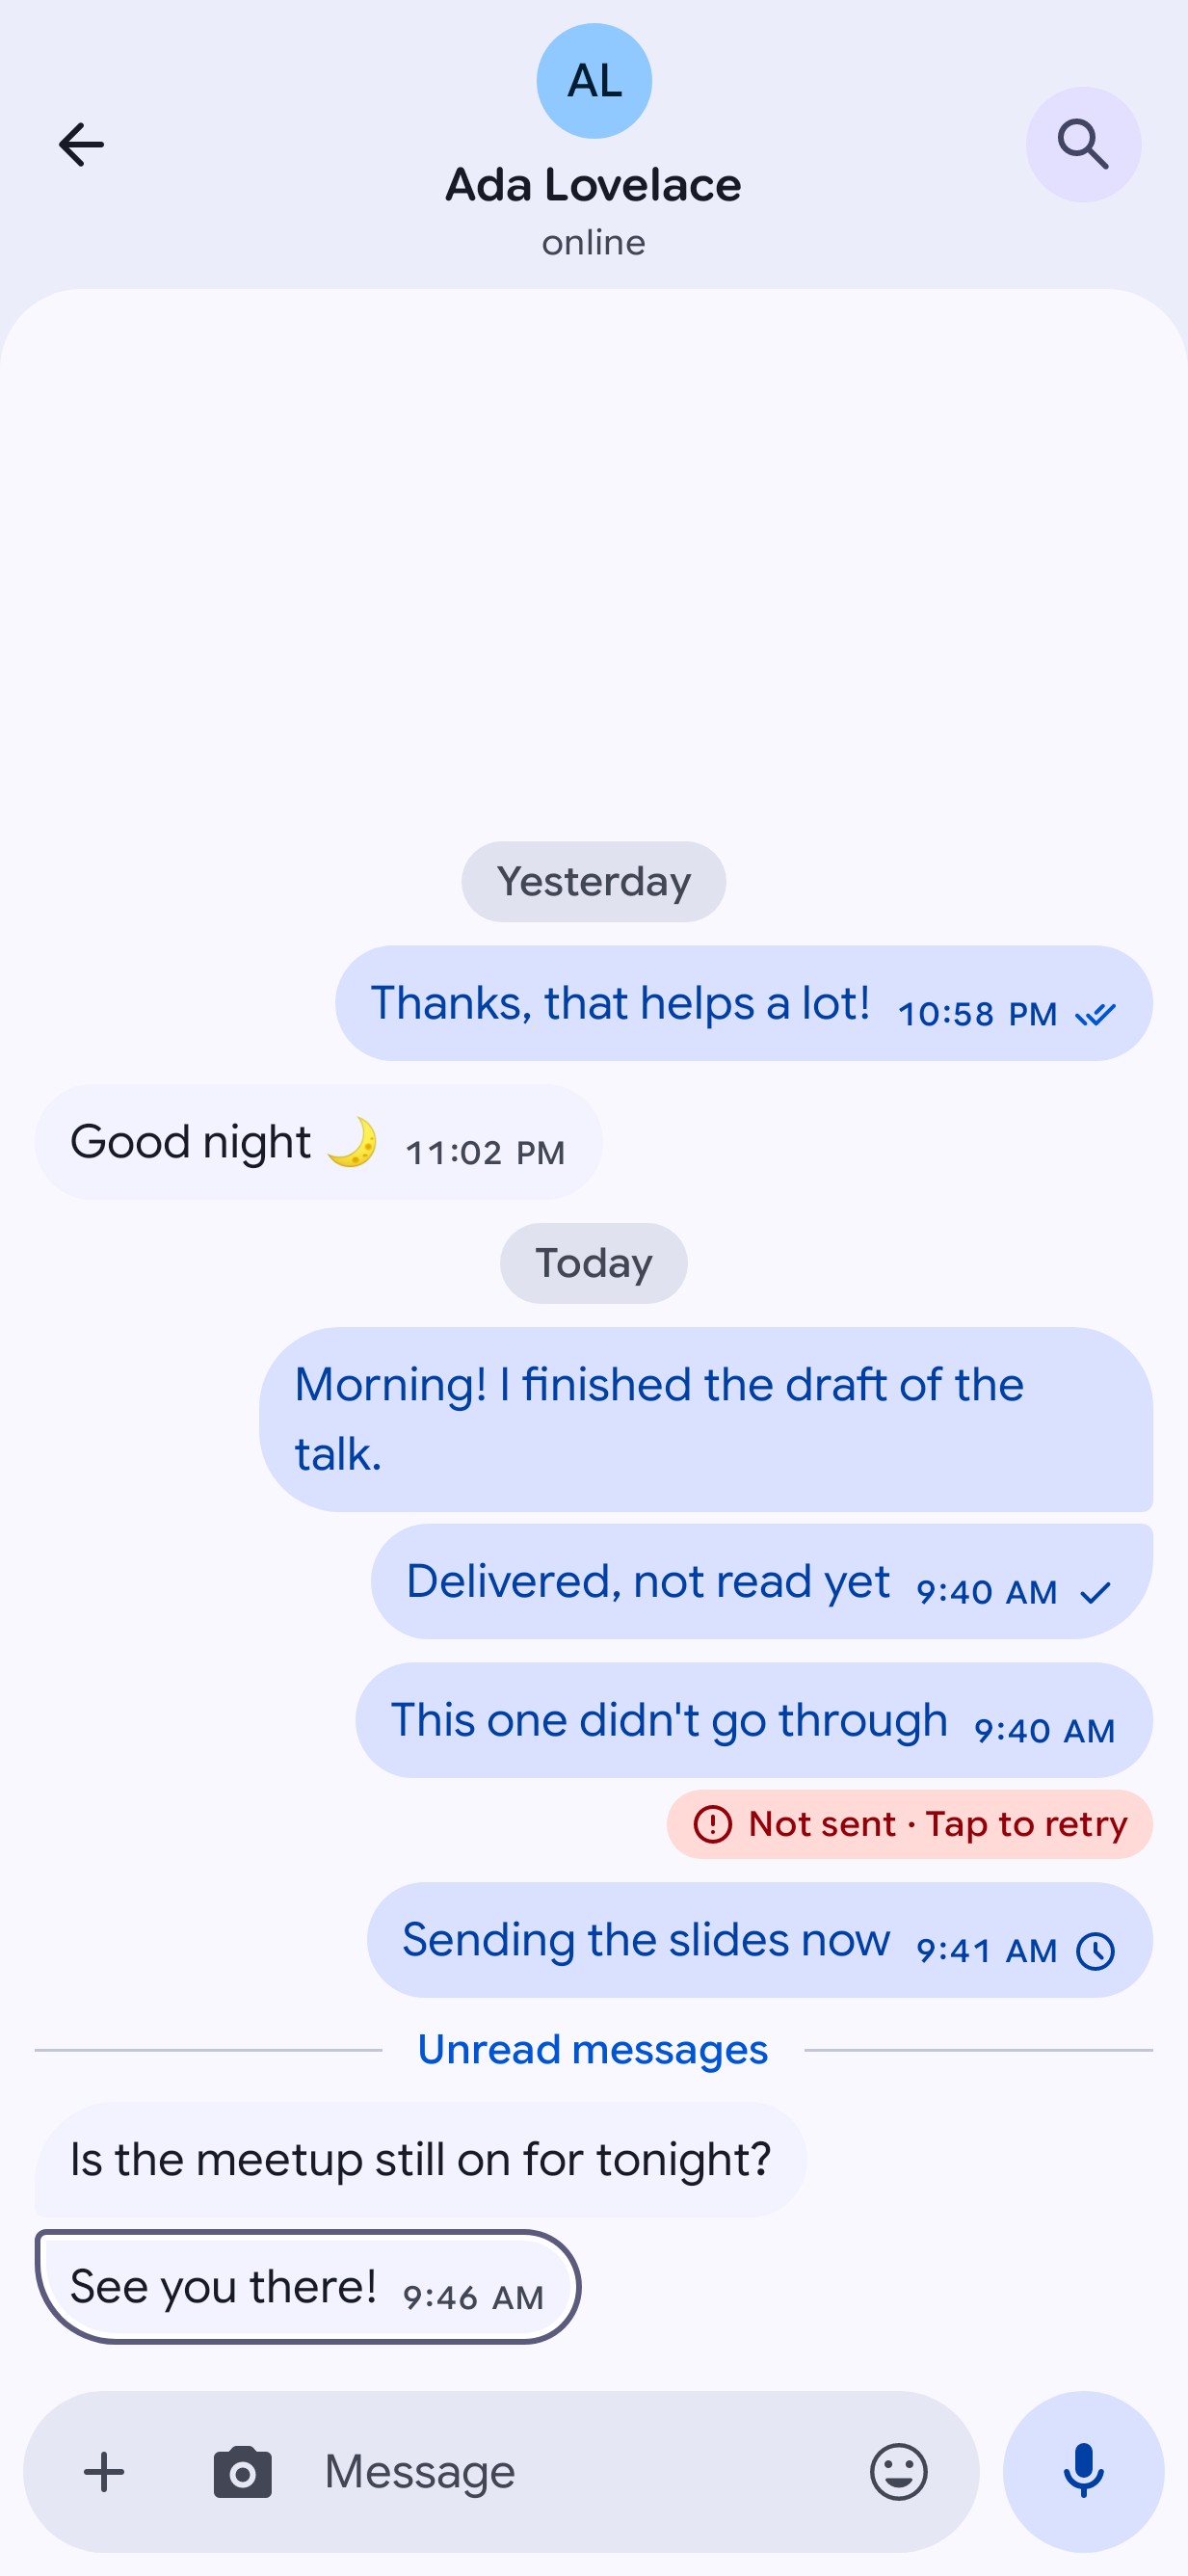 AL
Ada Lovelace
online
Yesterday
Thanks, that helps a lot! 10:58 PM
Good night 🌙 11:02 PM
Today
Morning! I finished the draft of the
talk.
Delivered, not read yet 9:40 AM
This one didn't go through 9:40 AM
Not sent · Tap to retry
Sending the slides now 9:41 AM
Unread messages
Is the meetup still on for tonight?
See you there! 9:46 AM
Message